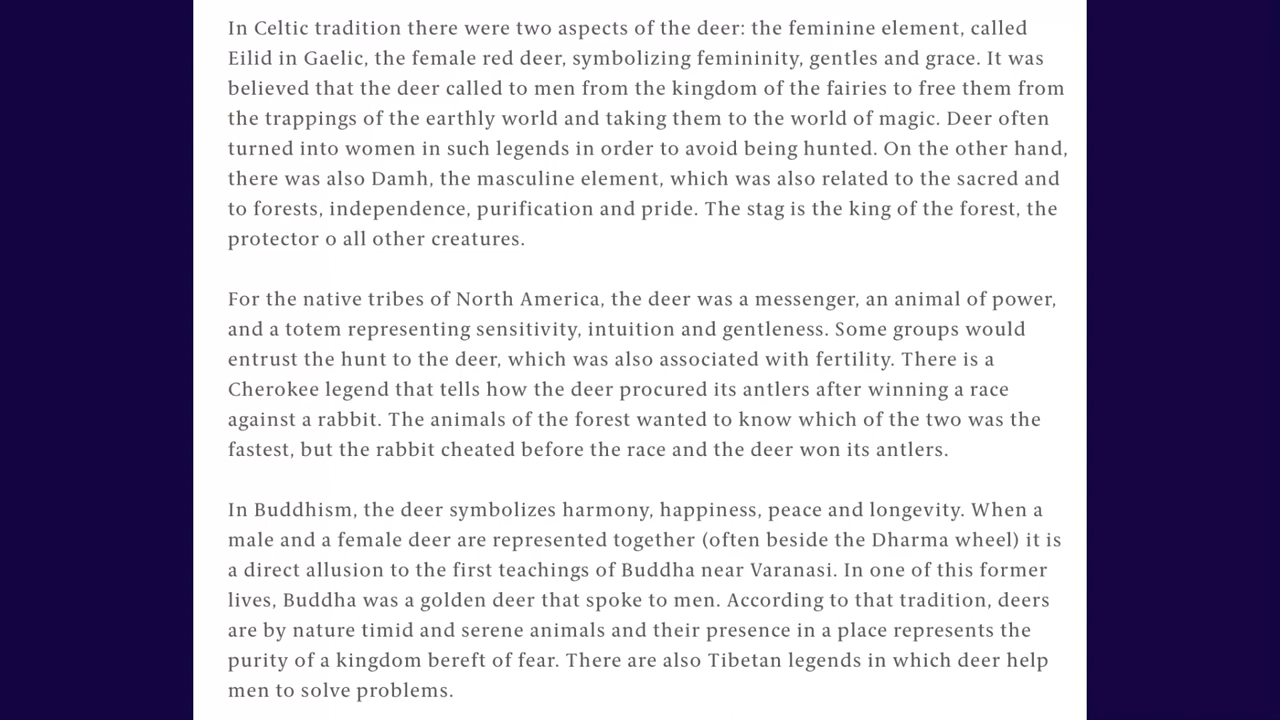 In Celtic tradition there were two aspects of the deer: the feminine element, called
Eilid in Gaelic, the female red deer, symbolizing femininity, gentles and grace. It was
believed that the deer called to men from the kingdom of the fairies to free them from
the trappings of the earthly world and taking them to the world of magic. Deer often
turned into women in such legends in order to avoid being hunted. On the other hand,
there was also Damh, the masculine element, which was also related to the sacred and
to forests, independence, purification and pride. The stag is the king of the forest, the
protector o all other creatures.
For the native tribes of North America, the deer was a messenger, an animal of power,
and a totem representing sensitivity, intuition and gentleness. Some groups would
entrust the hunt to the deer, which was also associated with fertility. There is a
Cherokee legend that tells how the deer procured its antlers after winning a race
against a rabbit. The animals of the forest wanted to know which of the two was the
fastest, but the rabbit cheated before the race and the deer won its antlers.
In Buddhism, the deer symbolizes harmony, happiness, peace and longevity. When a
male and a female deer are represented together (often beside the Dharma wheel) it is
a direct allusion to the first teachings of Buddha near Varanasi. In one of this former
lives, Buddha was a golden deer that spoke to men. According to that tradition, deers
are by nature timid and serene animals and their presence in a place represents the
purity of a kingdom bereft of fear. There are also Tibetan legends in which deer help
men to solve problems.